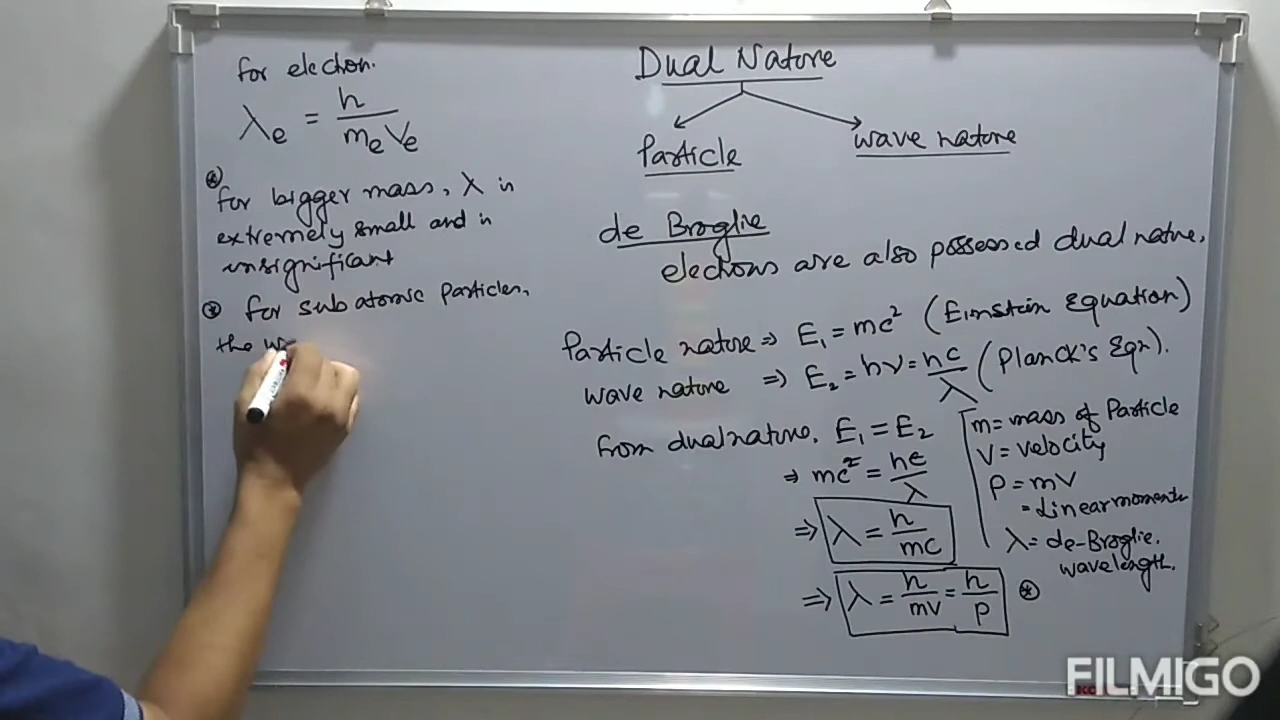 for electron.
λe = h / meVe
for bigger mass, λ is
extremely small and is
insignificant
for subatomic particles,
the w
Dual Nature
Particle
wave nature
de Broglie
electrons are also possessed dual nature.
Particle nature ⇒ E₁ = mc² (Einstein Equation)
wave nature ⇒ E₂ = hν = hc/λ (Planck's Eqn).
from dual nature, E₁ = E₂
⇒ mc² = hc/λ
⇒ λ = h/mc
⇒ λ = h/mv = h/p
m = mass of Particle
V = velocity
P = mV
= Linear moment
λ = de-Broglie
wavelength.
FILMIGO